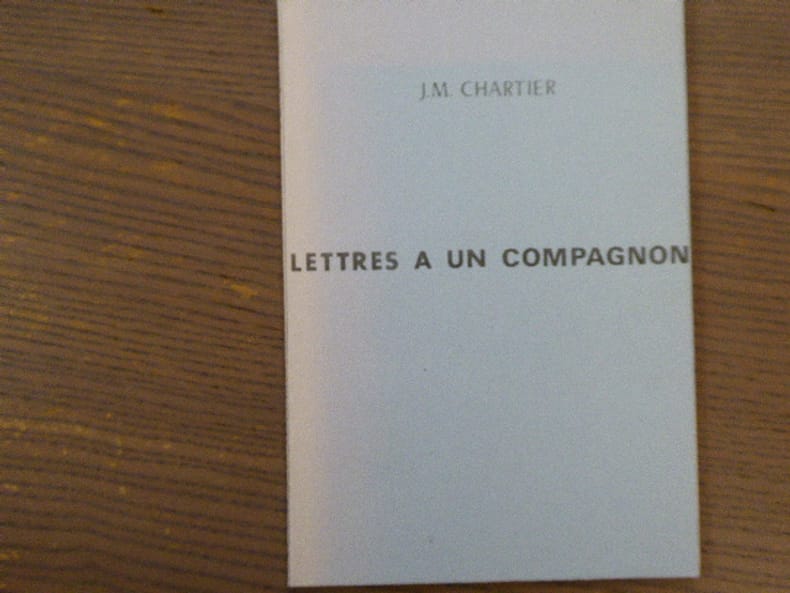 J.M. CHARTIER
LETTRES A UN COMPAGNON